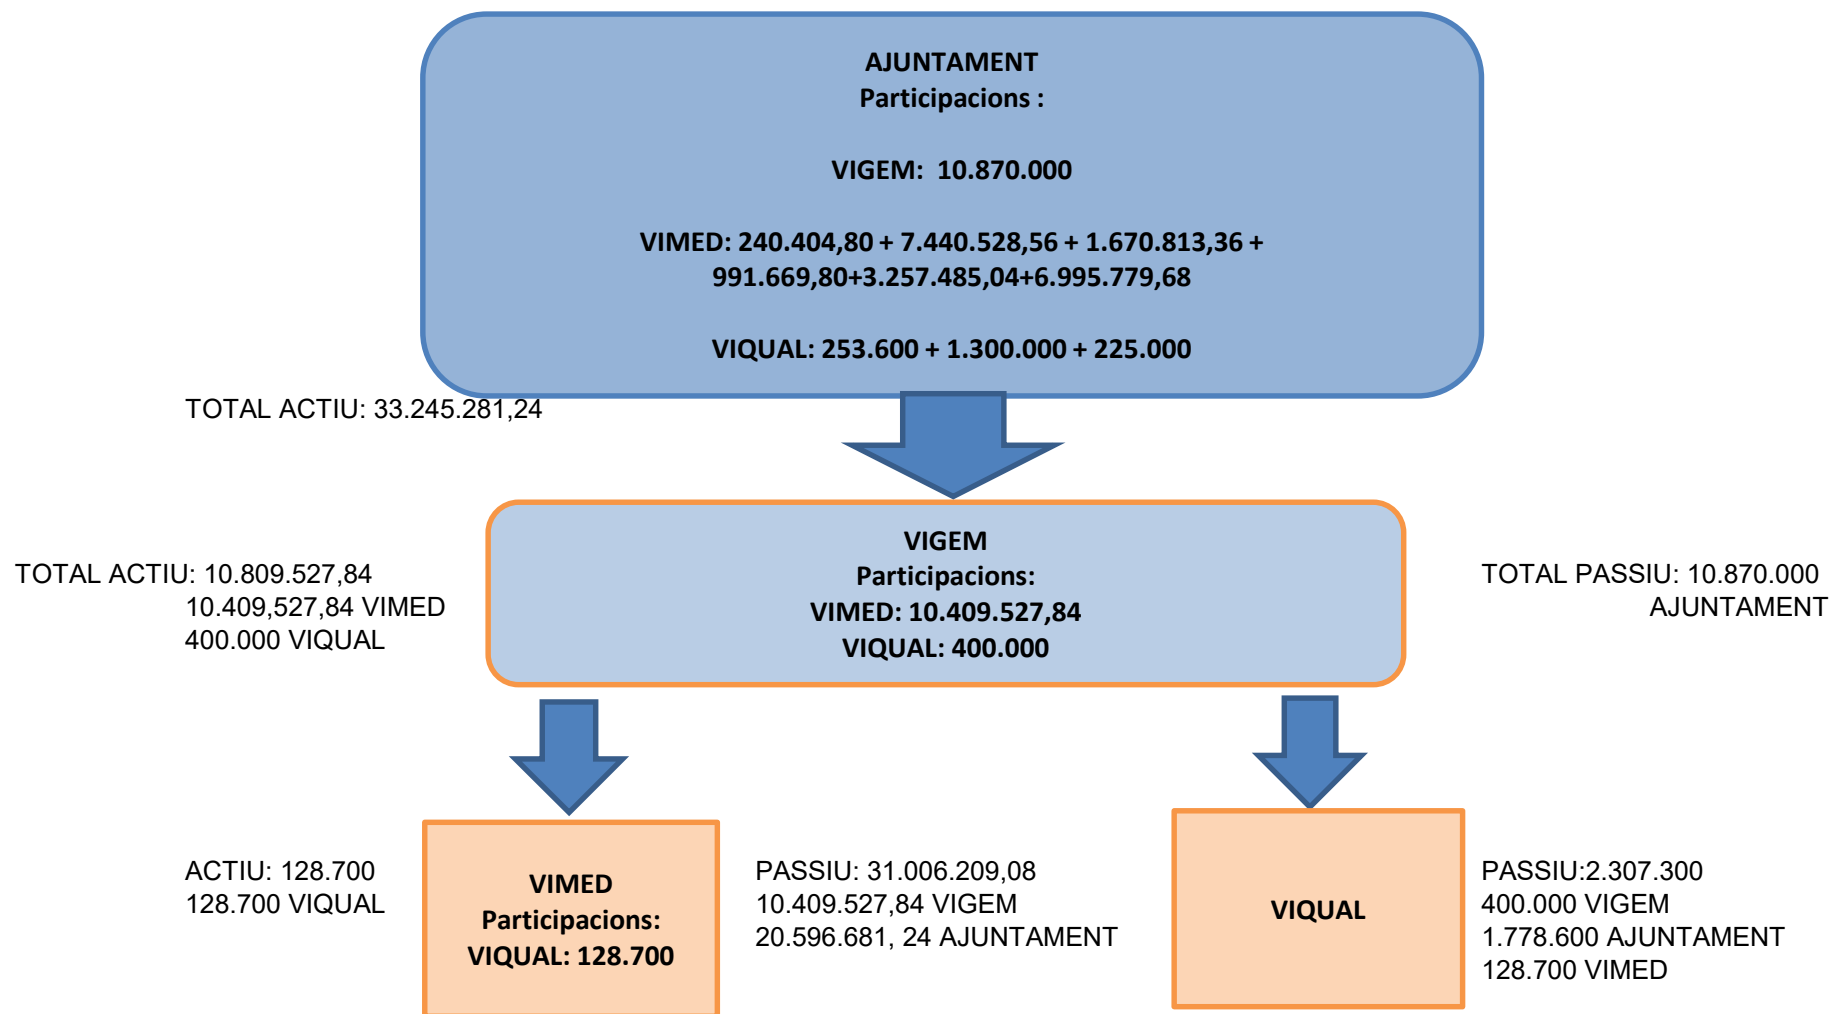 AJUNTAMENT
Participacions :
VIGEM:  10.870.000
VIMED: 240.404,80 + 7.440.528,56 + 1.670.813,36 +
991.669,80+3.257.485,04+6.995.779,68
VIQUAL: 253.600 + 1.300.000 + 225.000
TOTAL ACTIU: 33.245.281,24
VIGEM
Participacions:
VIMED: 10.409.527,84
VIQUAL: 400.000
TOTAL ACTIU: 10.809.527,84
10.409,527,84 VIMED
400.000 VIQUAL
TOTAL PASSIU: 10.870.000
AJUNTAMENT
ACTIU: 128.700
128.700 VIQUAL
VIMED
Participacions:
VIQUAL: 128.700
PASSIU: 31.006.209,08
10.409.527,84 VIGEM
20.596.681, 24 AJUNTAMENT
VIQUAL
PASSIU:2.307.300
400.000 VIGEM
1.778.600 AJUNTAMENT
128.700 VIMED